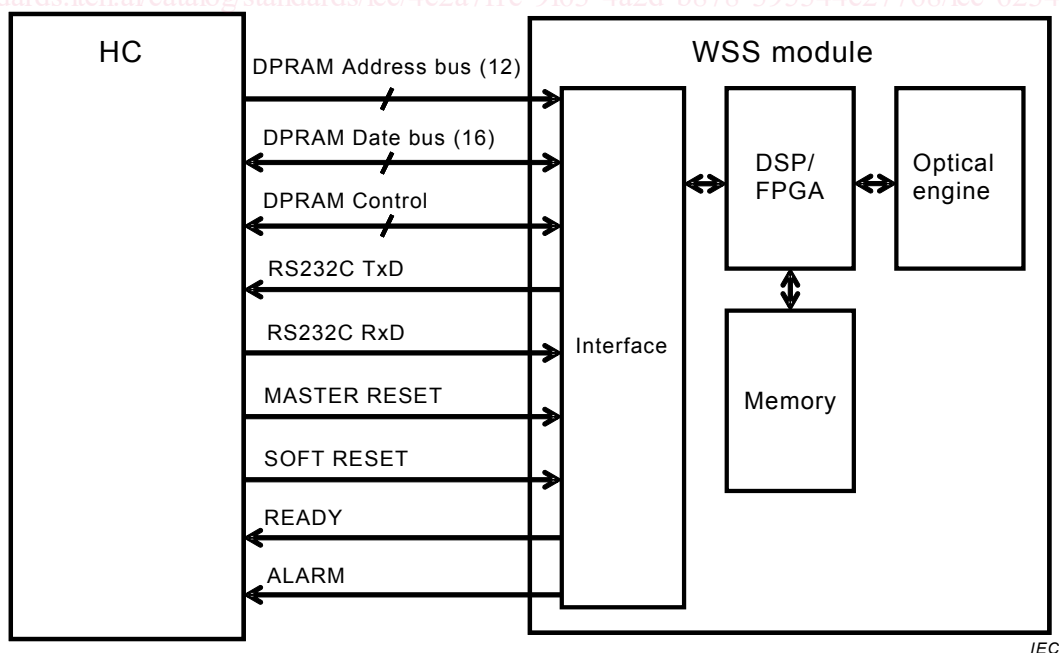 HC
WSS module
DPRAM Address bus (12)
DPRAM Date bus (16)
DPRAM Control
RS232C TxD
RS232C RxD
MASTER RESET
SOFT RESET
READY
ALARM
Interface
DSP/
FPGA
Optical
engine
Memory
IEC